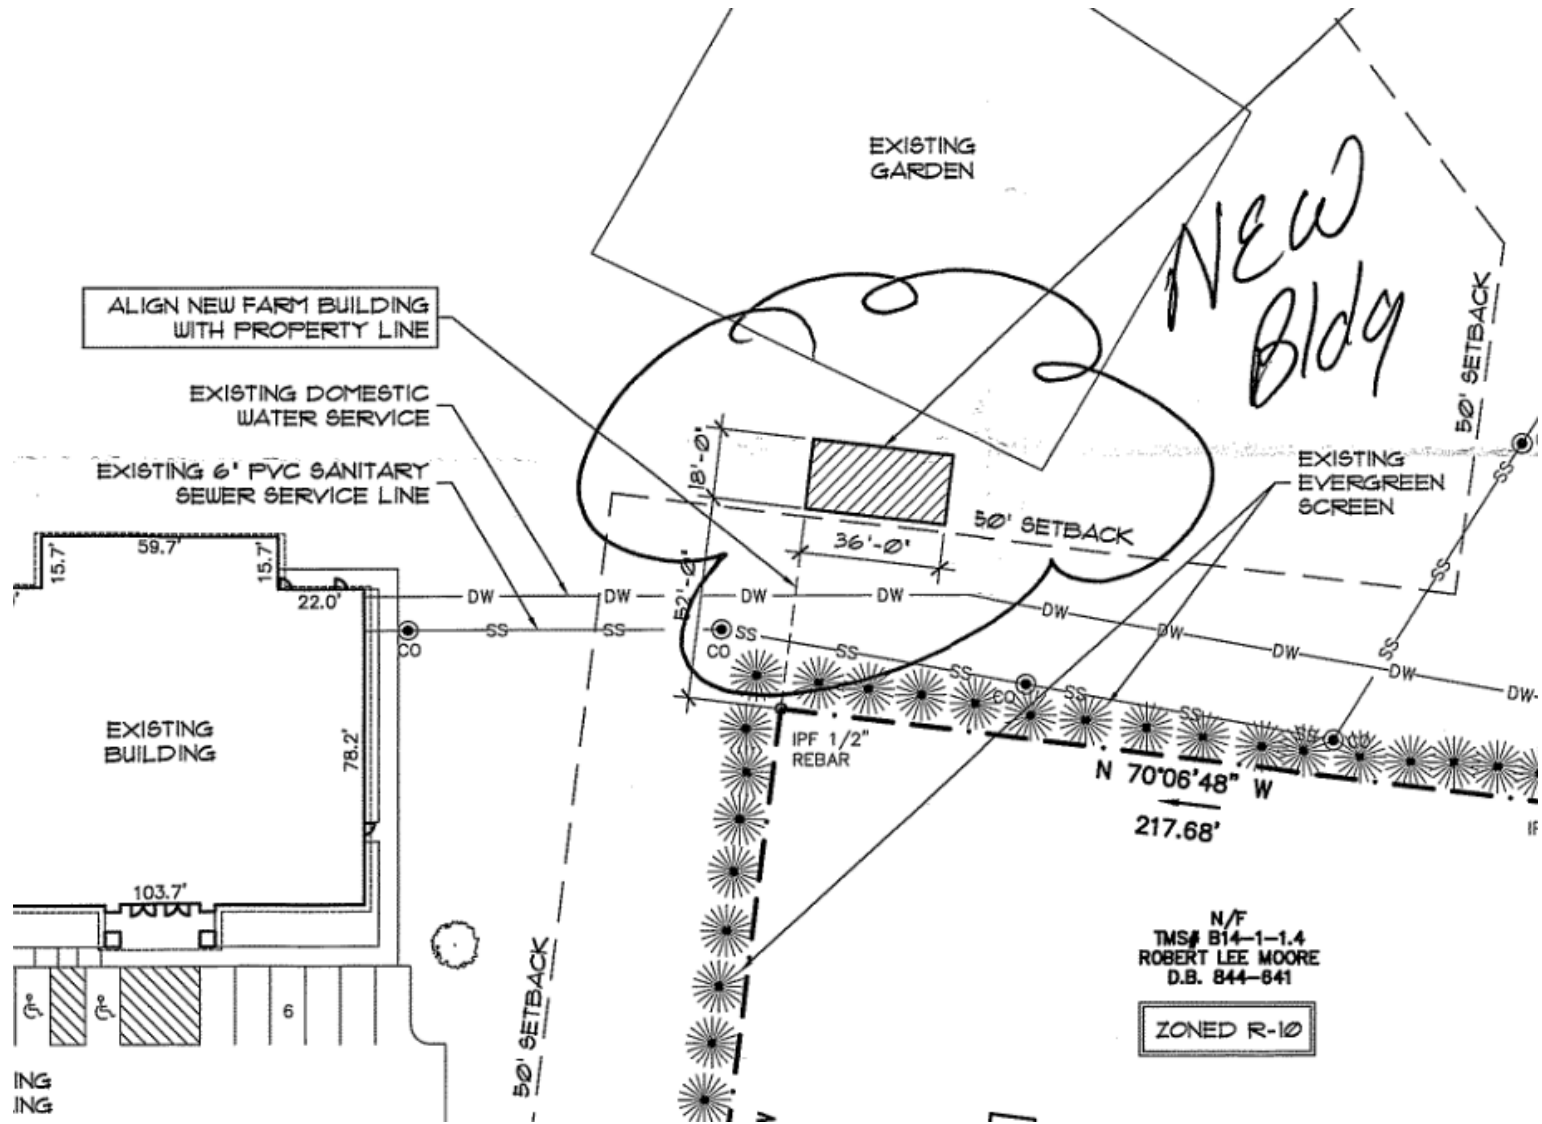 EXISTING
GARDEN
NEW
Bldg
ALIGN NEW FARM BUILDING
WITH PROPERTY LINE
EXISTING DOMESTIC
WATER SERVICE
EXISTING 6" PVC SANITARY
SEWER SERVICE LINE
18'-0"
36'-0"
52'-0"
50' SETBACK
50' SETBACK
EXISTING
EVERGREEN
SCREEN
SS
SS
SS
15.7'
59.7'
15.7'
22.0'
DW
DW
DW
DW
DW
DW
DW
DW
DW
CO
SS
SS
CO
SS
SS
SS
CO
SS
SS
SS
CO
EXISTING
BUILDING
78.2'
IPF 1/2"
REBAR
N 70°06'48" W
217.68'
103.7'
6
50' SETBACK
N/F
TMS# B14-1-1.4
ROBERT LEE MOORE
D.B. 844-641
ZONED R-10
ING
ING
W